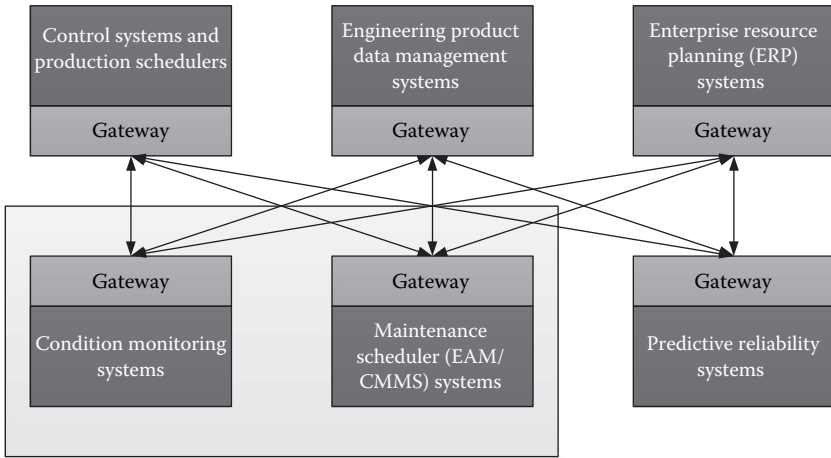 Control systems and
production schedulers
Gateway
Engineering product
data management
systems
Gateway
Enterprise resource
planning (ERP)
systems
Gateway
Gateway
Condition monitoring
systems
Gateway
Maintenance
scheduler (EAM/
CMMS) systems
Gateway
Predictive reliability
systems